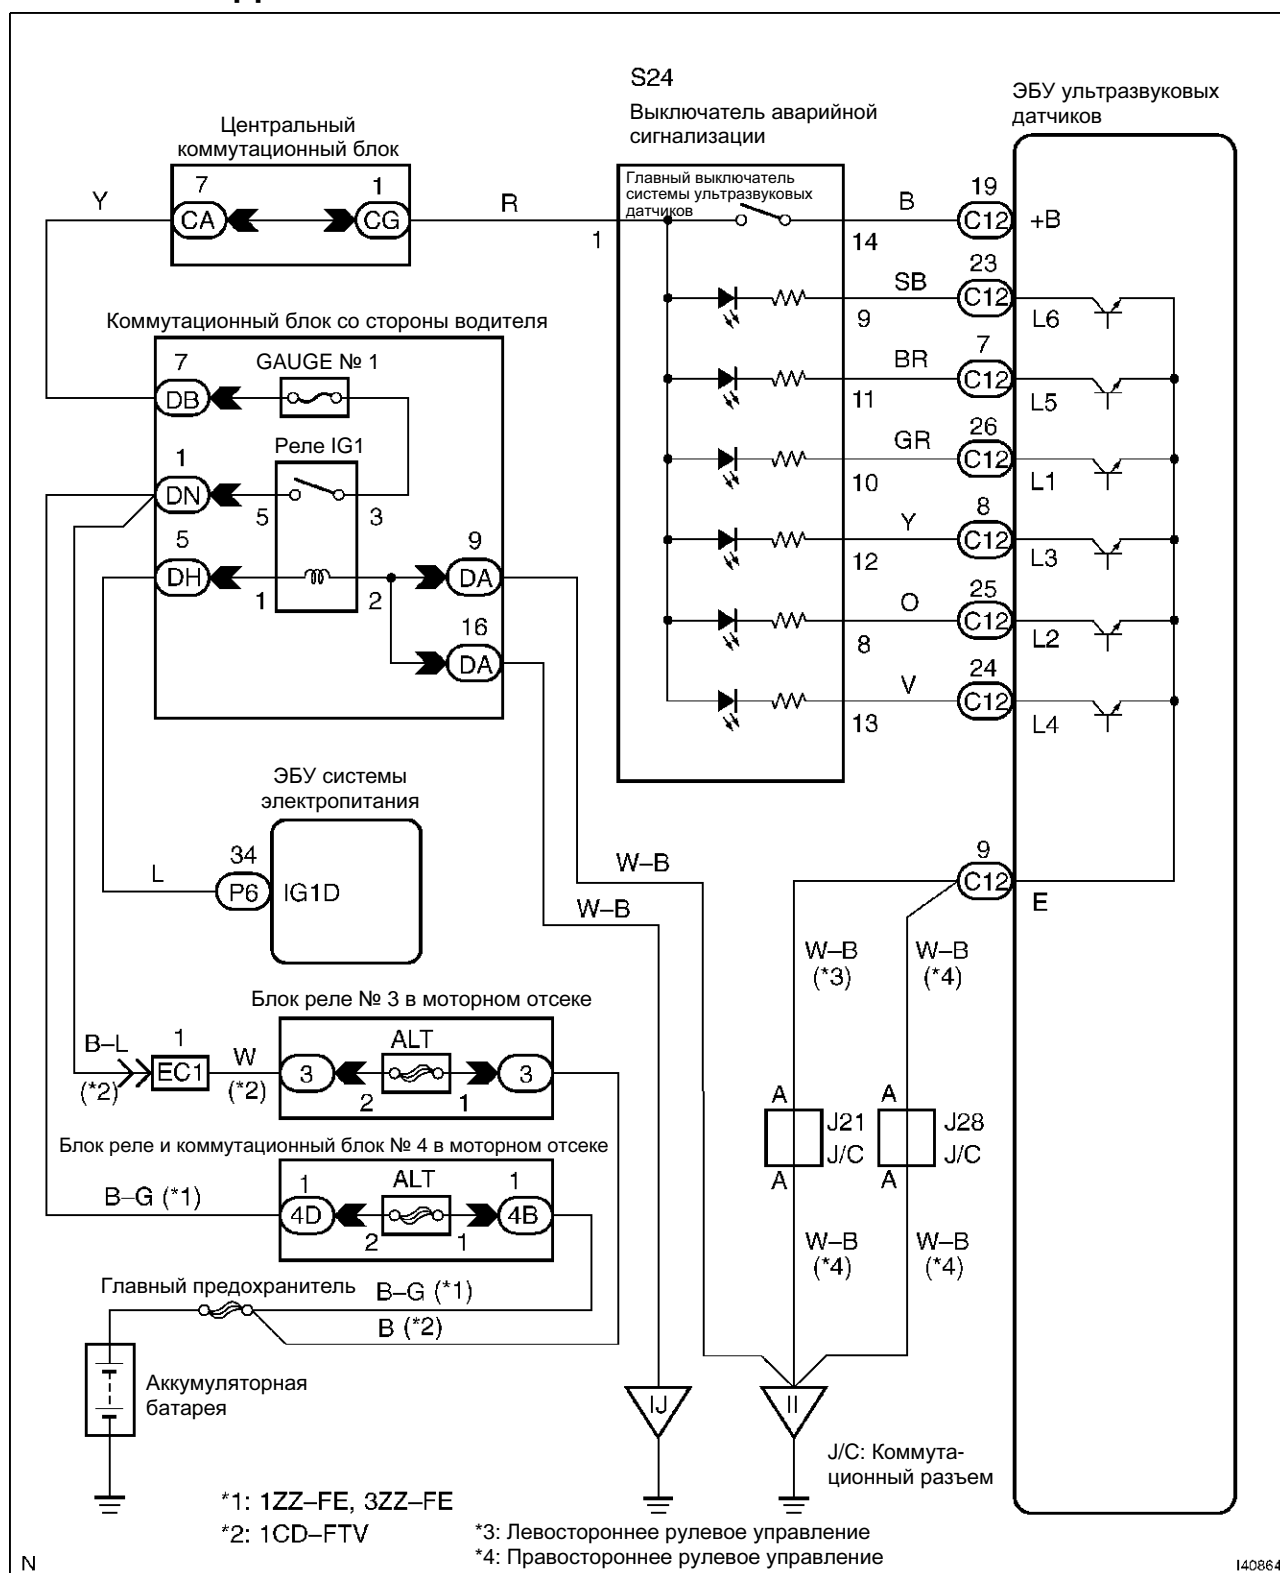 S24
Выключатель аварийной
сигнализации
ЭБУ ультразвуковых
датчиков
Центральный
коммутационный блок
7
1
CA
CG
Y
R
1
Главный выключатель
системы ультразвуковых
датчиков
14
B
19
C12
+B
9
SB
23
C12
L6
11
BR
7
C12
L5
10
GR
26
C12
L1
12
Y
8
C12
L3
8
O
25
C12
L2
13
V
24
C12
L4
Коммутационный блок со стороны водителя
7
GAUGE № 1
DB
Реле IG1
1
DN
5
3
5
DH
1
2
9
DA
16
DA
ЭБУ системы
электропитания
34
L
P6
IG1D
W–B
W–B
9
C12
E
W–B
(*3)
W–B
(*4)
Блок реле № 3 в моторном отсеке
B–L
(*2)
1
EC1
W
(*2)
ALT
3
3
2
1
A
J21
J/C
A
A
J28
J/C
A
Блок реле и коммутационный блок № 4 в моторном отсеке
B–G (*1)
1
4D
ALT
1
4B
2
1
W–B
(*4)
W–B
(*4)
Главный предохранитель
B–G (*1)
B (*2)
Аккумуляторная
батарея
IJ
II
J/C: Коммута-
ционный разъем
*1: 1ZZ–FE, 3ZZ–FE
*2: 1CD–FTV
*3: Левостороннее рулевое управление
*4: Правостороннее рулевое управление
N
I40864